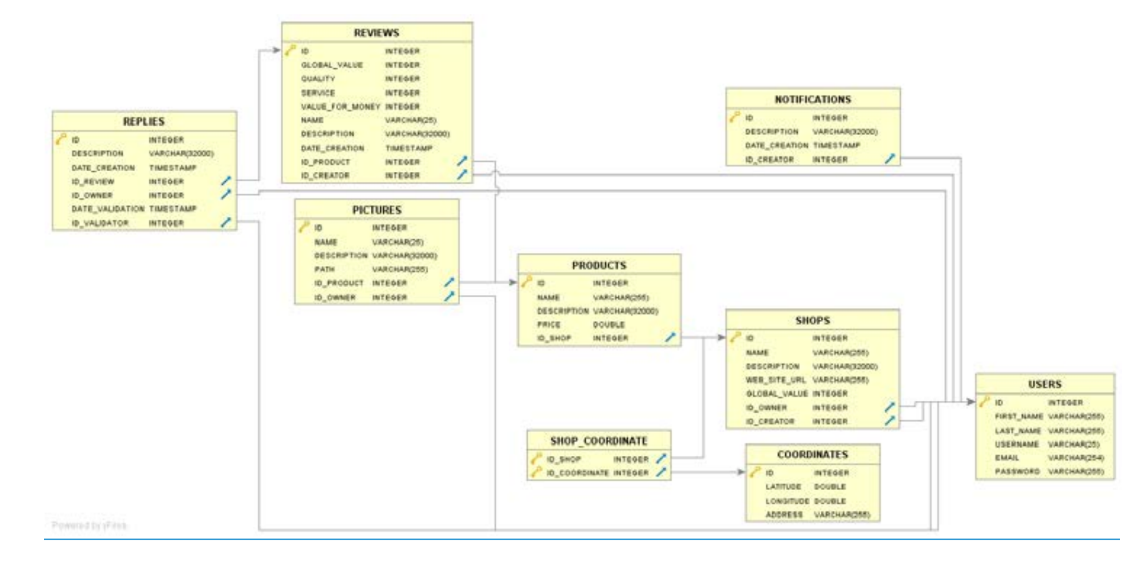 REVIEWS
ID INTEGER
GLOBAL_VALUE INTEGER
QUALITY INTEGER
SERVICE INTEGER
VALUE_FOR_MONEY INTEGER
NAME VARCHAR(25)
DESCRIPTION VARCHAR(32000)
DATE_CREATION TIMESTAMP
ID_PRODUCT INTEGER
ID_CREATOR INTEGER
NOTIFICATIONS
ID INTEGER
DESCRIPTION VARCHAR(32000)
DATE_CREATION TIMESTAMP
ID_CREATOR INTEGER
REPLIES
ID INTEGER
DESCRIPTION VARCHAR(32000)
DATE_CREATION TIMESTAMP
ID_REVIEW INTEGER
ID_OWNER INTEGER
DATE_VALIDATION TIMESTAMP
ID_VALIDATOR INTEGER
PICTURES
ID INTEGER
NAME VARCHAR(25)
DESCRIPTION VARCHAR(32000)
PATH VARCHAR(255)
ID_PRODUCT INTEGER
ID_OWNER INTEGER
PRODUCTS
ID INTEGER
NAME VARCHAR(255)
DESCRIPTION VARCHAR(32000)
PRICE DOUBLE
ID_SHOP INTEGER
SHOPS
ID INTEGER
NAME VARCHAR(255)
DESCRIPTION VARCHAR(32000)
WEB_SITE_URL VARCHAR(255)
GLOBAL_VALUE INTEGER
ID_OWNER INTEGER
ID_CREATOR INTEGER
USERS
ID INTEGER
FIRST_NAME VARCHAR(255)
LAST_NAME VARCHAR(255)
USERNAME VARCHAR(25)
EMAIL VARCHAR(254)
PASSWORD VARCHAR(255)
SHOP_COORDINATE
ID_SHOP INTEGER
ID_COORDINATE INTEGER
COORDINATES
ID INTEGER
LATITUDE DOUBLE
LONGITUDE DOUBLE
ADDRESS VARCHAR(255)
Powered by yFiles